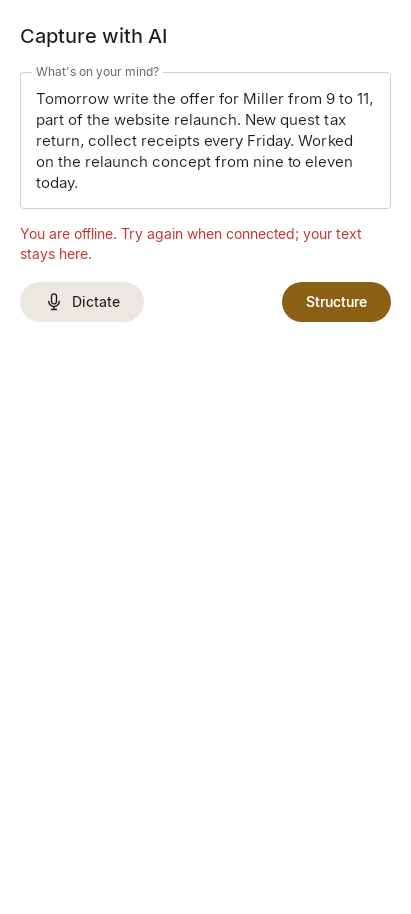 Capture with AI
What's on your mind?
Tomorrow write the offer for Miller from 9 to 11,
part of the website relaunch. New quest tax
return, collect receipts every Friday. Worked
on the relaunch concept from nine to eleven
today.
You are offline. Try again when connected; your text
stays here.
Dictate
Structure